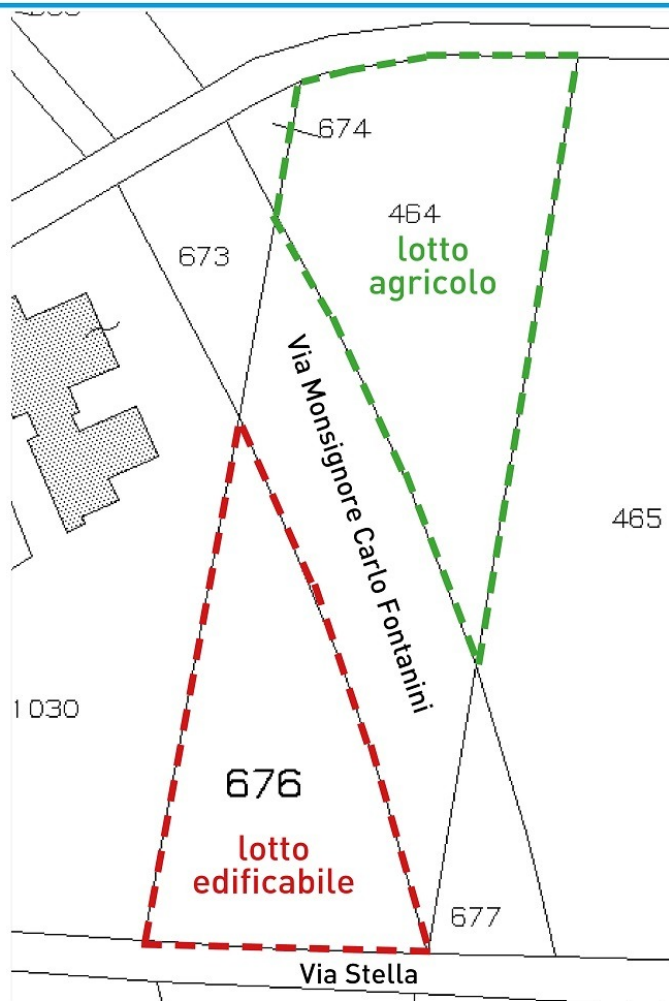 674
464
lotto
agricolo
673
Via Monsignore Carlo Fontanini
465
1030
676
lotto
edificabile
677
Via Stella